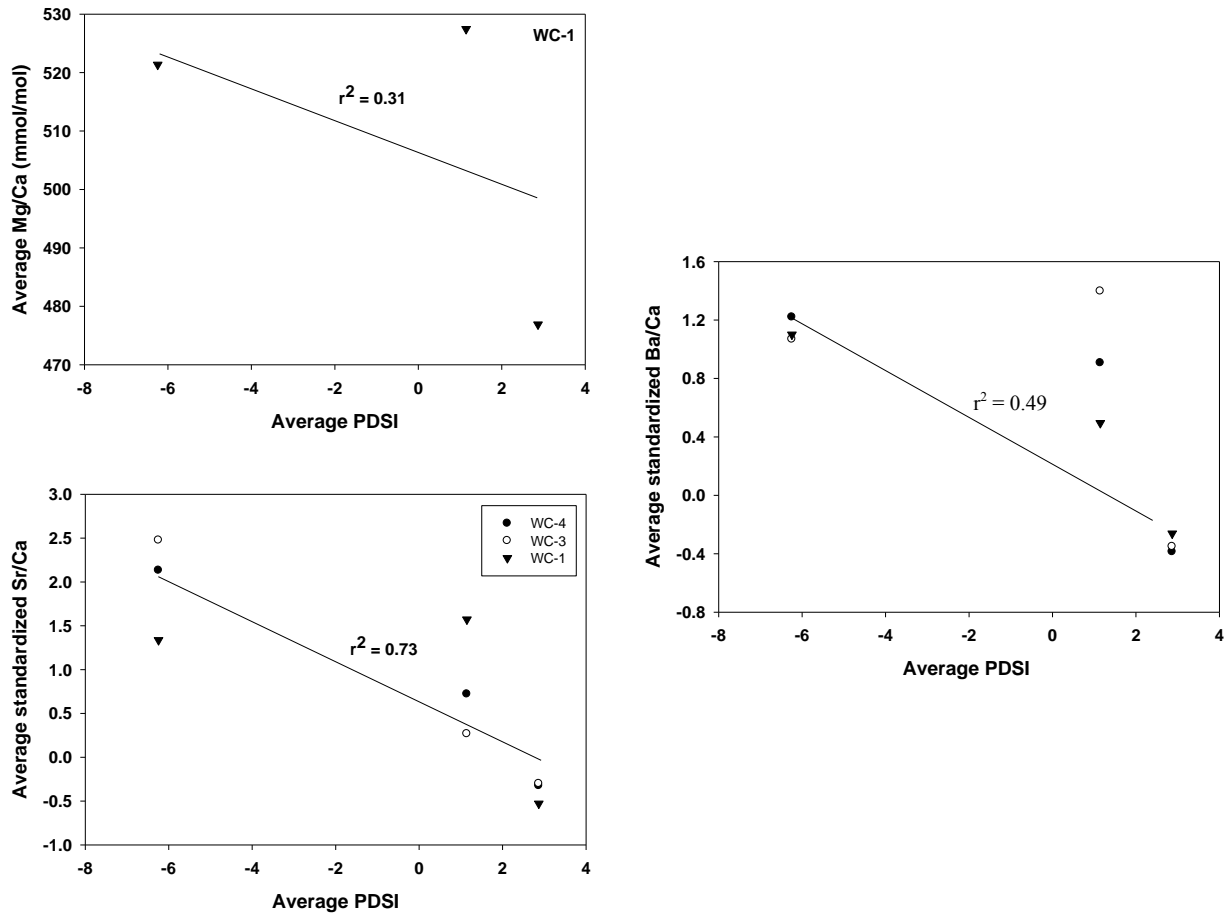 530
520
510
500
490
480
470
Average Mg/Ca (mmol/mol)
WC-1
r² = 0.31
-8 -6 -4 -2 0 2 4
Average PDSI
3.0
2.5
2.0
1.5
1.0
0.5
0.0
-0.5
-1.0
Average standardized Sr/Ca
WC-4
WC-3
WC-1
r² = 0.73
-8 -6 -4 -2 0 2 4
Average PDSI
1.6
1.2
0.8
0.4
0.0
-0.4
-0.8
Average standardized Ba/Ca
r² = 0.49
-8 -6 -4 -2 0 2 4
Average PDSI